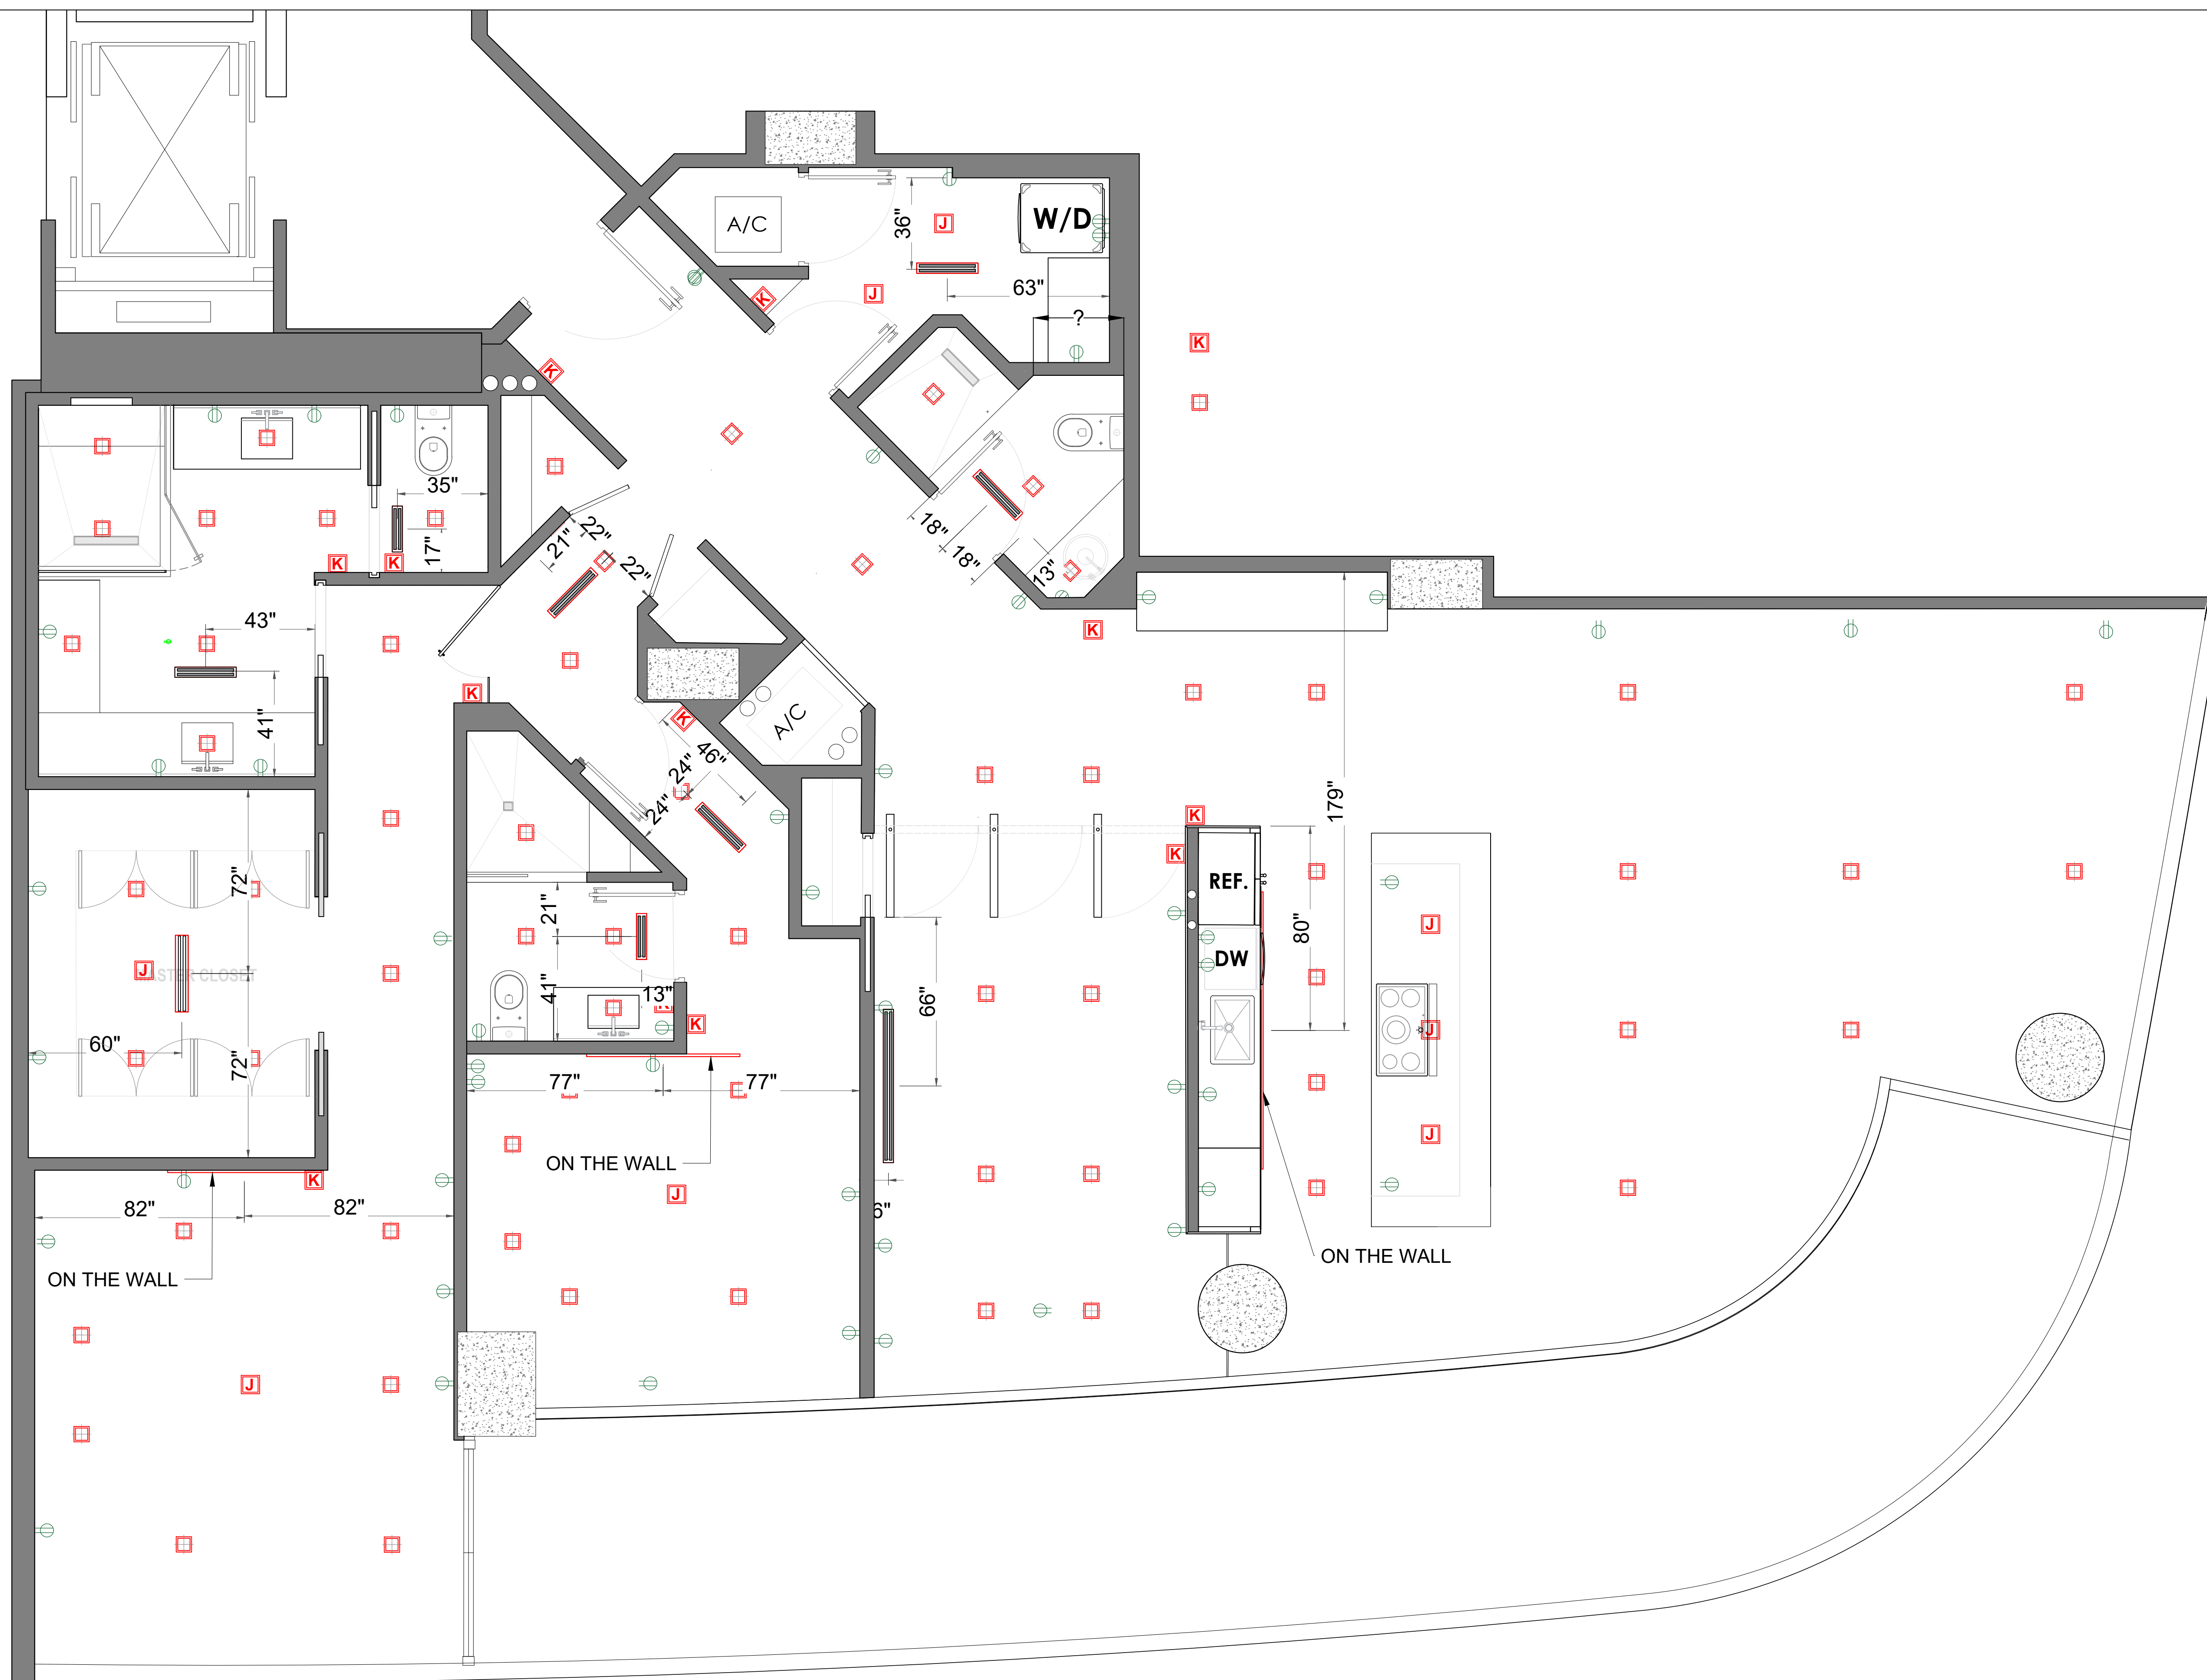 A/C
36"
J
W/D
J
K
63"
?
K
K
35"
17"
K
K
22"
21"
22"
18"
18"
13"
K
43"
41"
K
K
A/C
46"
24"
24"
179"
K
K
REF.
80"
DW
72"
J
MASTER CLOSET
60"
72"
21"
41"
13"
K
K
66"
J
J
J
77"
77"
ON THE WALL
J
K
82"
82"
6"
ON THE WALL
ON THE WALL
J